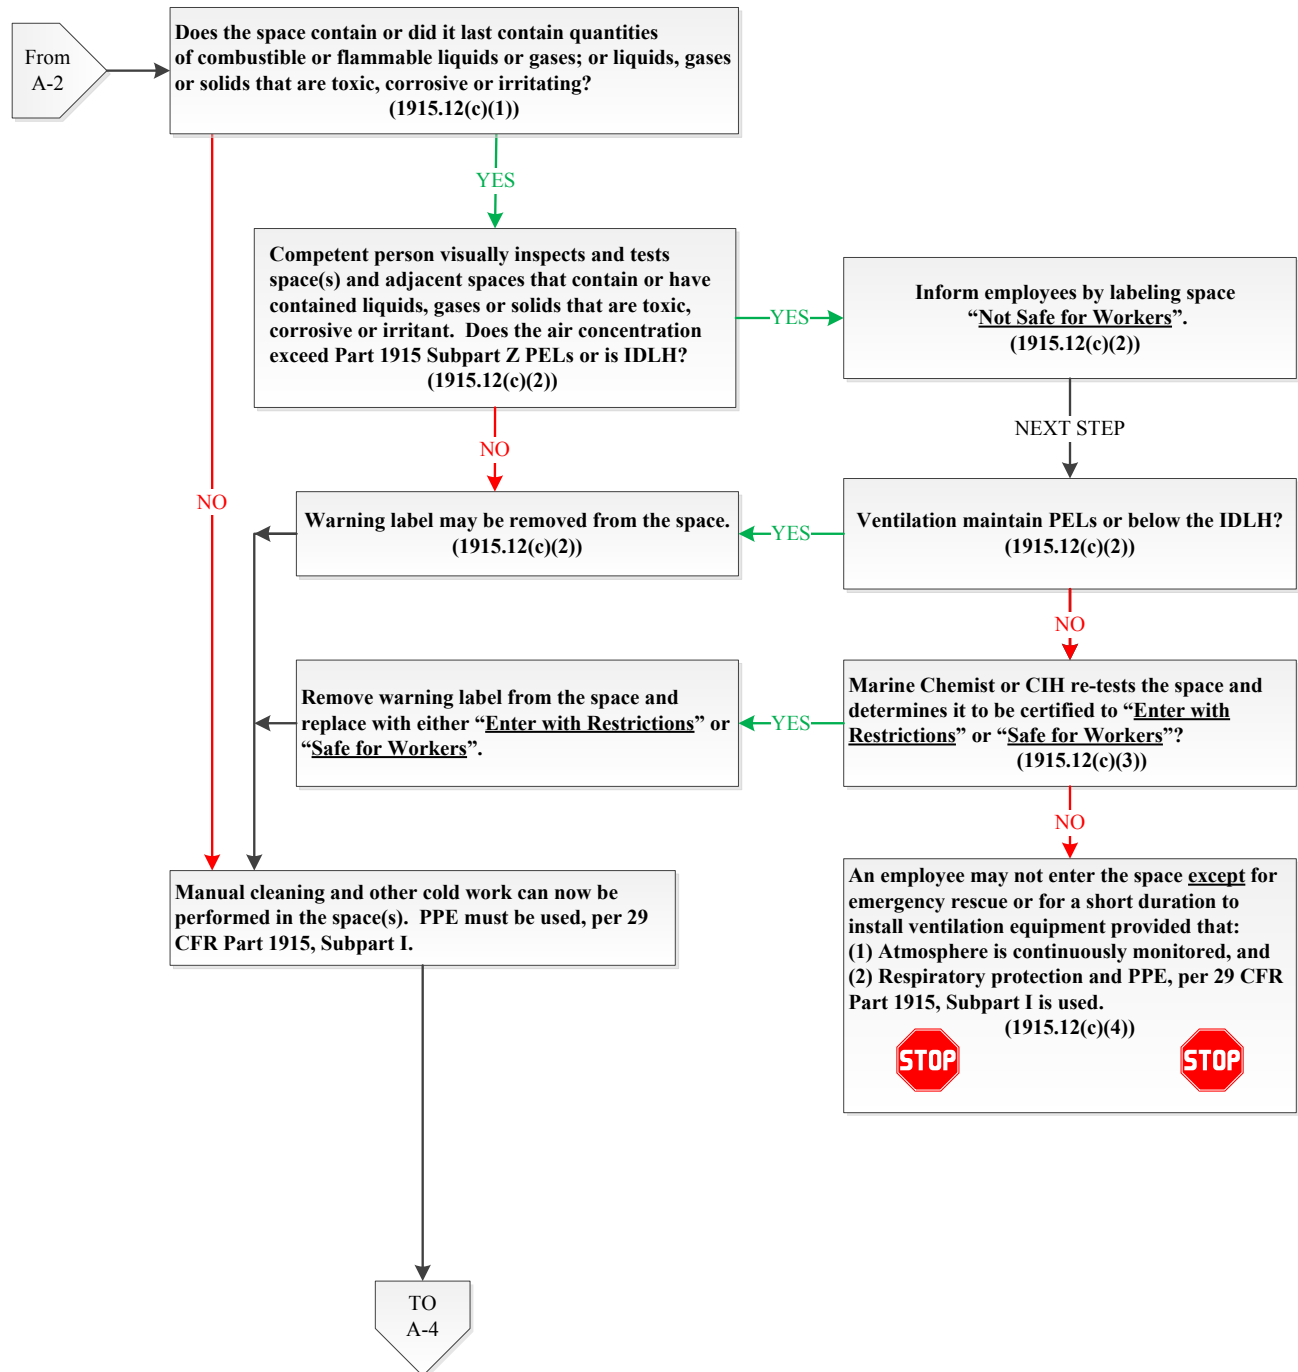 From
A-2
Does the space contain or did it last contain quantities
of combustible or flammable liquids or gases; or liquids, gases
or solids that are toxic, corrosive or irritating?
(1915.12(c)(1))
YES
NO
Competent person visually inspects and tests
space(s) and adjacent spaces that contain or have
contained liquids, gases or solids that are toxic,
corrosive or irritant.  Does the air concentration
exceed Part 1915 Subpart Z PELs or is IDLH?
(1915.12(c)(2))
YES
Inform employees by labeling space
“Not Safe for Workers”.
(1915.12(c)(2))
NO
NEXT STEP
Warning label may be removed from the space.
(1915.12(c)(2))
YES
Ventilation maintain PELs or below the IDLH?
(1915.12(c)(2))
NO
Remove warning label from the space and
replace with either “Enter with Restrictions” or
“Safe for Workers”.
YES
Marine Chemist or CIH re-tests the space and
determines it to be certified to “Enter with
Restrictions” or “Safe for Workers”?
(1915.12(c)(3))
NO
Manual cleaning and other cold work can now be
performed in the space(s).  PPE must be used, per 29
CFR Part 1915, Subpart I.
An employee may not enter the space except for
emergency rescue or for a short duration to
install ventilation equipment provided that:
(1) Atmosphere is continuously monitored, and
(2) Respiratory protection and PPE, per 29 CFR
Part 1915, Subpart I is used.
(1915.12(c)(4))
STOP
STOP
TO
A-4